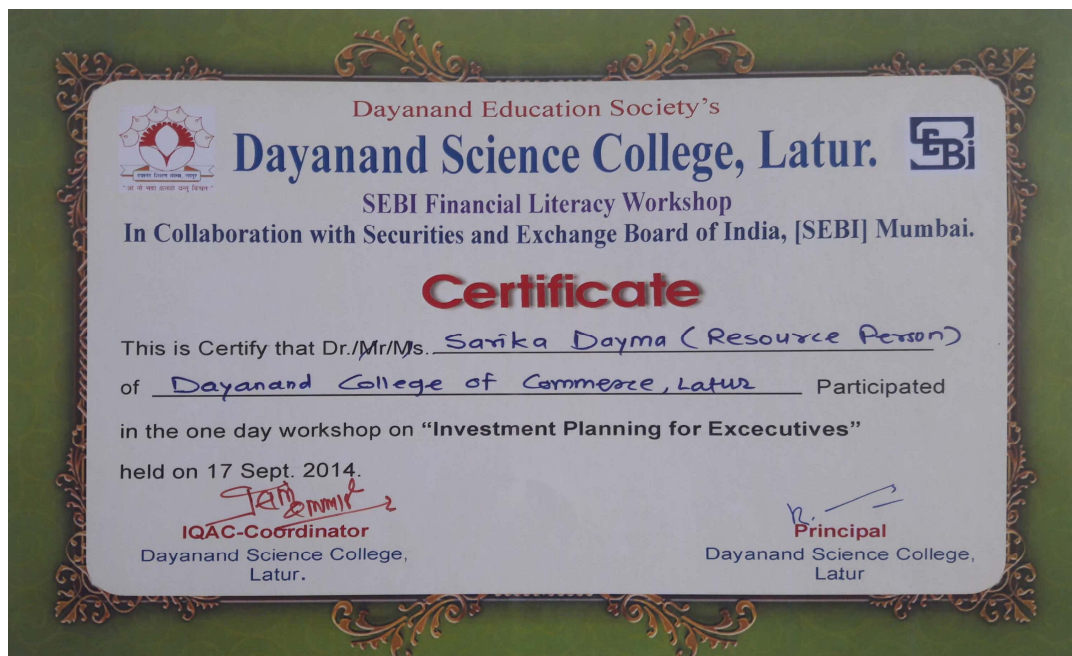 Dayanand Education Society's
Dayanand Science College, Latur.
SEBI
SEBI Financial Literacy Workshop
In Collaboration with Securities and Exchange Board of India, [SEBI] Mumbai.
Certificate
This is Certify that Dr./Mr/Ms. Sarika Dayma (Resource Person)
of Dayanand College of Commerce, Latur Participated
in the one day workshop on “Investment Planning for Excecutives”
held on 17 Sept. 2014.
IQAC-Coordinator
Dayanand Science College,
Latur.
Principal
Dayanand Science College,
Latur